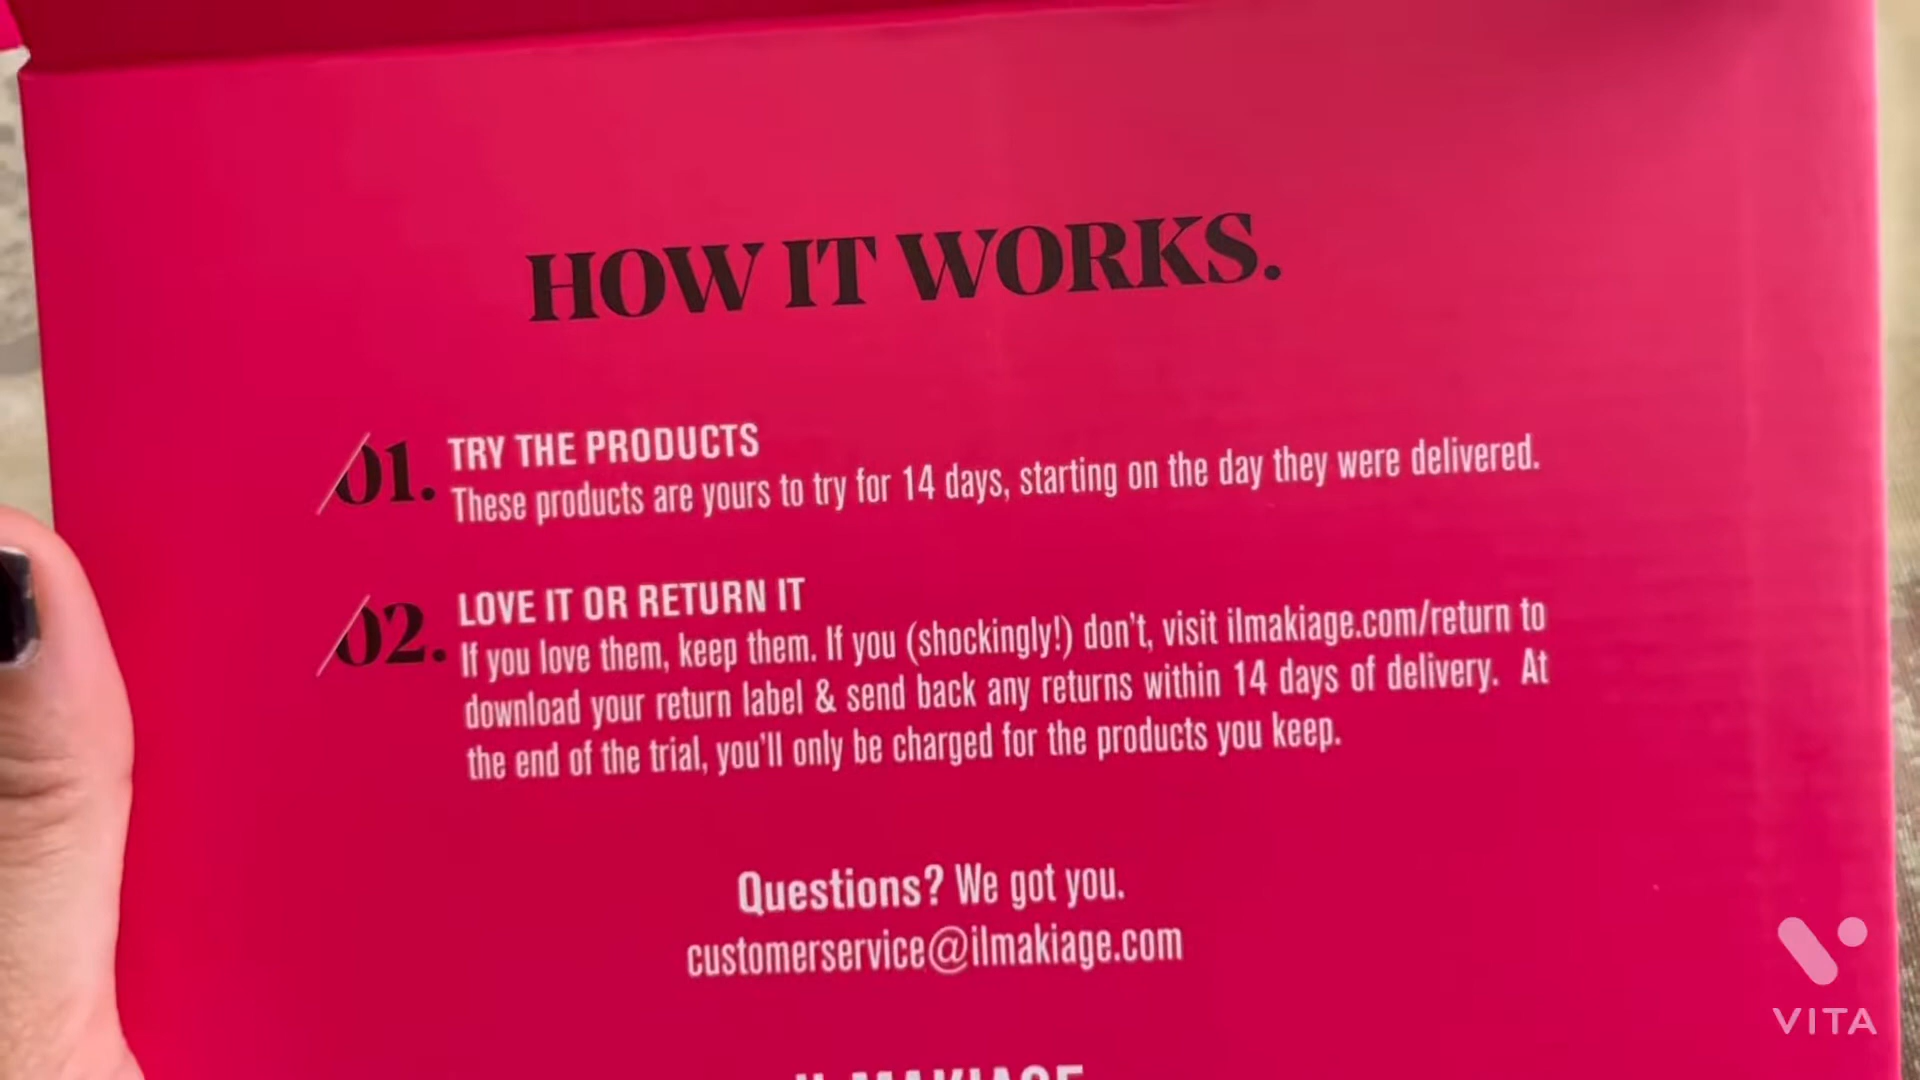 HOW IT WORKS.
01. TRY THE PRODUCTS
These products are yours to try for 14 days, starting on the day they were delivered.
02. LOVE IT OR RETURN IT
If you love them, keep them. If you (shockingly!) don't, visit ilmakiage.com/return to
download your return label & send back any returns within 14 days of delivery. At
the end of the trial, you'll only be charged for the products you keep.
Questions? We got you.
customerservice@ilmakiage.com
IL MAKIAGE
VITA